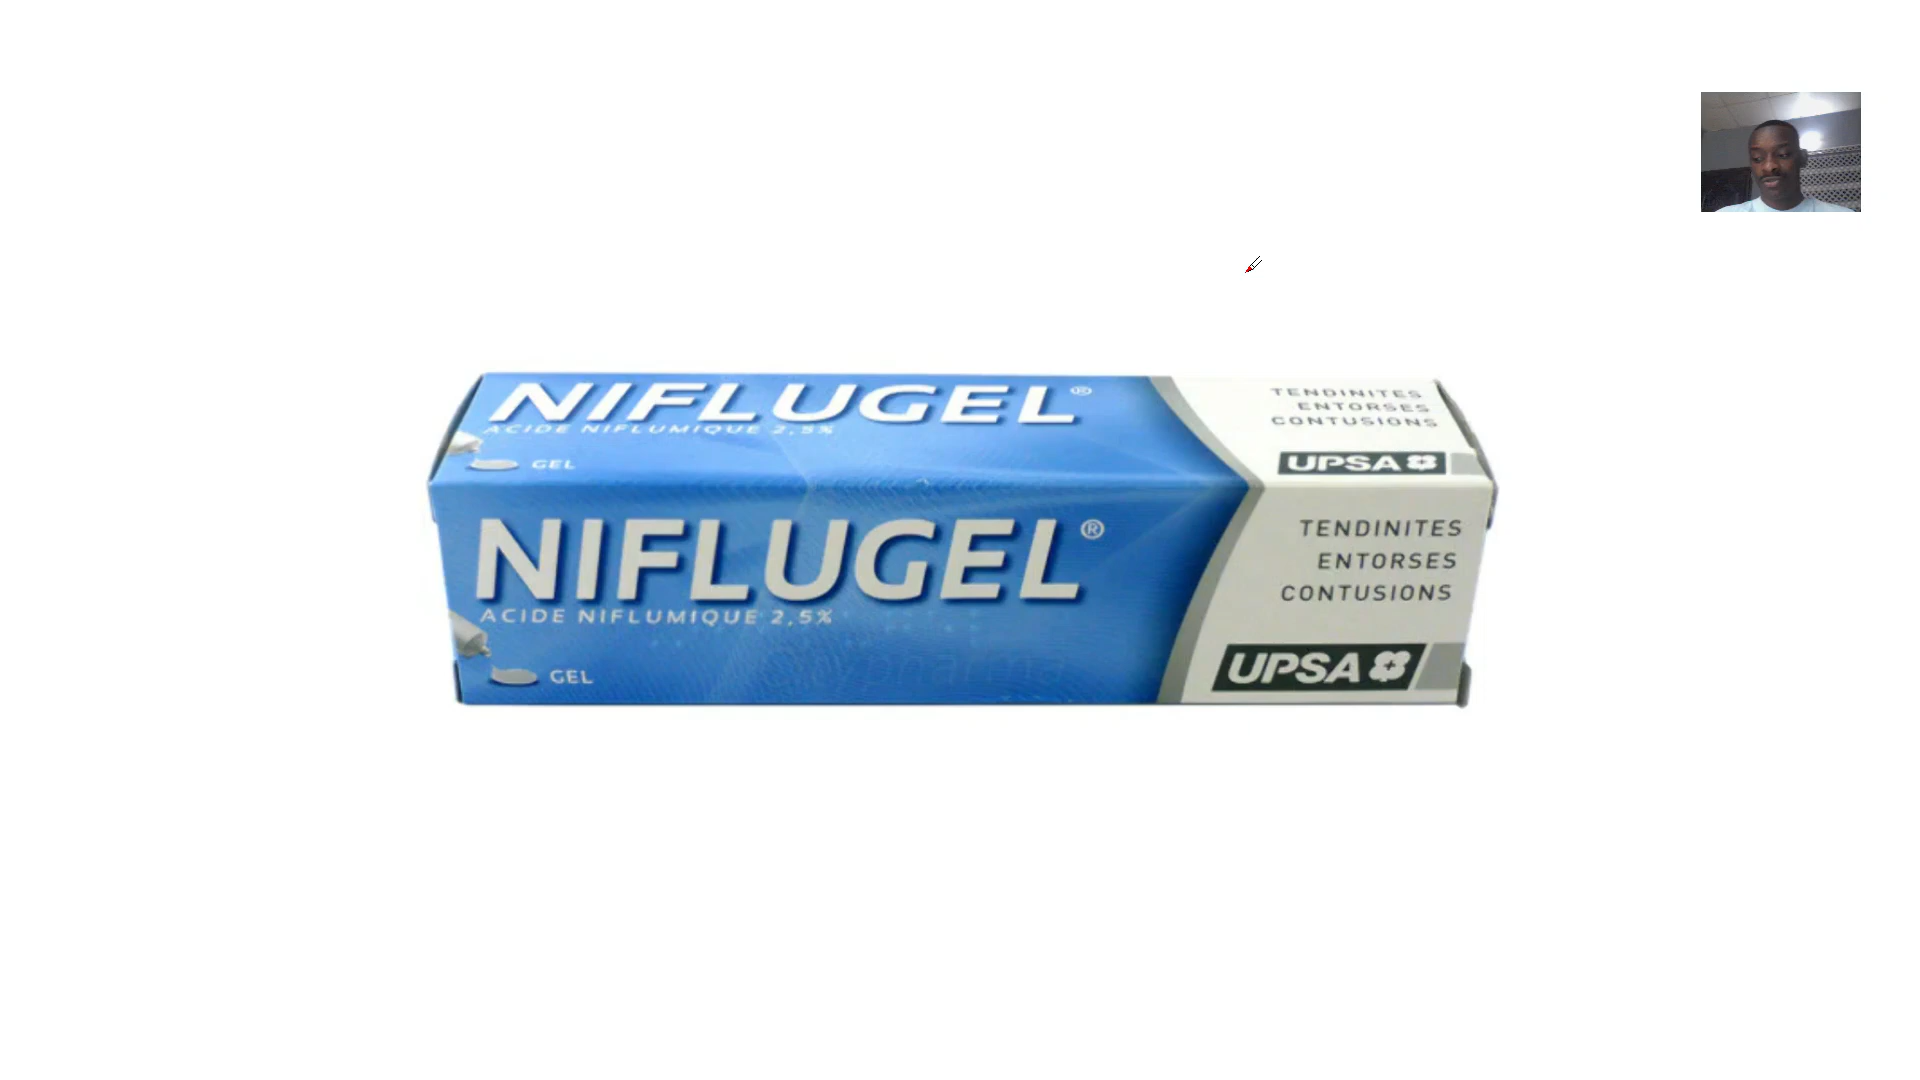 NIFLUGEL®
ACIDE NIFLUMIQUE 2,5%
GEL
TENDINITES
ENTORSES
CONTUSIONS
UPSA
NIFLUGEL®
ACIDE NIFLUMIQUE 2,5%
GEL
TENDINITES
ENTORSES
CONTUSIONS
UPSA